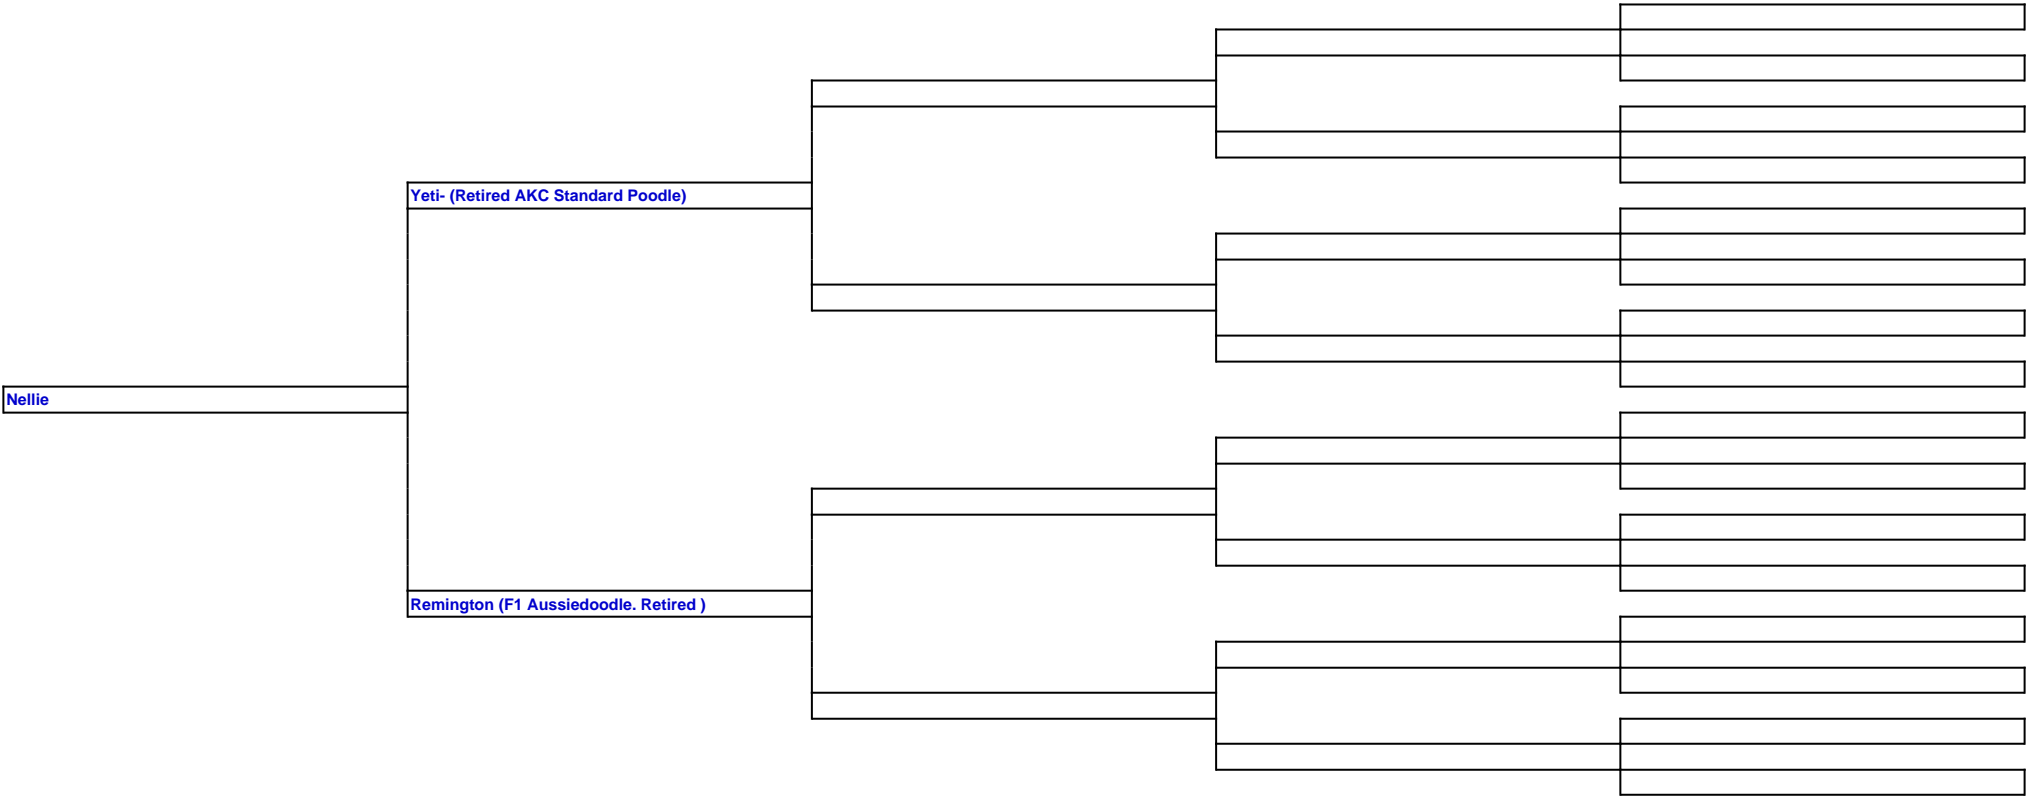 Yeti- (Retired AKC Standard Poodle)
Nellie
Remington (F1 Aussiedoodle. Retired )